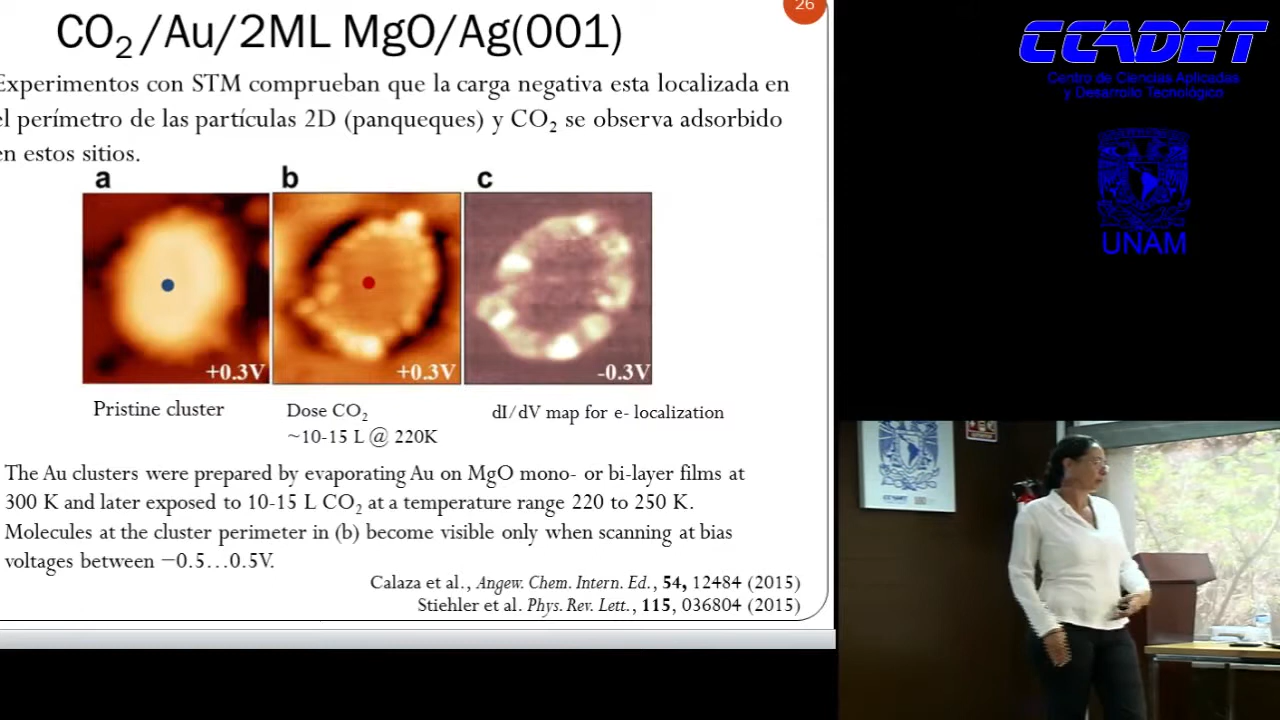 26
CO₂/Au/2ML MgO/Ag(001)
Experimentos con STM comprueban que la carga negativa esta localizada en
el perímetro de las partículas 2D (panqueques) y CO₂ se observa adsorbido
en estos sitios.
a b c
+0.3V +0.3V -0.3V
Pristine cluster
Dose CO₂
~10-15 L @ 220K
dI/dV map for e- localization
The Au clusters were prepared by evaporating Au on MgO mono- or bi-layer films at
300 K and later exposed to 10-15 L CO₂ at a temperature range 220 to 250 K.
Molecules at the cluster perimeter in (b) become visible only when scanning at bias
voltages between −0.5…0.5V.
Calaza et al., Angew. Chem. Intern. Ed., 54, 12484 (2015)
Stiehler et al. Phys. Rev. Lett., 115, 036804 (2015)
CCADET
Centro de Ciencias Aplicadas
y Desarrollo Tecnológico
UNAM
CCADET